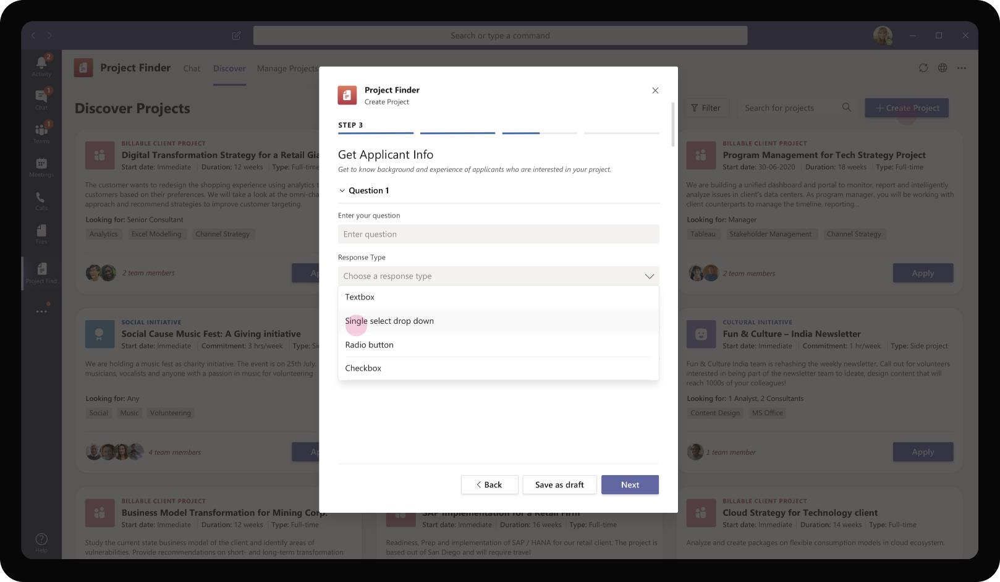 Search or type a command
2
Activity
1
Chat
1
Teams
Meetings
Calls
Files
Project Find..
Help
Project Finder
Chat
Discover
Manage Projects
Discover Projects
Filter
Search for projects
Create Project
BILLABLE CLIENT PROJECT
Digital Transformation Strategy for a Retail Gia
Start date: Immediate Duration: 12 weeks Type: Full-time
The customer wants to redesign the shopping experience using analytics t
customers based on their preferences. We will take a look at the omni-cha
approach and recommend strategies to improve customer targeting.
Looking for: Senior Consultant
Analytics
Excel Modelling
Channel Strategy
2 team members
Ap
BILLABLE CLIENT PROJECT
Program Management for Tech Strategy Project
Start date: 30-06-2020 Duration: 18 weeks Type: Full-time
We are building a unified dashboard and portal to monitor, report and intelligently
analyze issues in client's data centers. As program manager, you will be working with
client counterparts to manage the timeline, reporting...
Looking for: Manager
Tableau
Stakeholder Management
Channel Strategy
2 team members
Apply
SOCIAL INITIATIVE
Social Cause Music Fest: A Giving initiative
Start date: Immediate Commitment: 3 hrs/week Type: Si
We are holding a music fest as charity initiative. The event is on 25th July.
musicians, vocalists and anyone with a passion in music for volunteering
Looking for: Any
Social
Music
Volunteering
4 team members
Ap
CULTURAL INITIATIVE
Fun & Culture – India Newsletter
Start date: Immediate Commitment: 1 hr/week Type: Side project
Fun & Culture India team is rehashing the weekly newsletter. Call out for volunteers
interested in being part of the newsletter team to ideate, design content that will
reach 1000s of your colleagues!
Looking for: 1 Analyst, 2 Consultants
Content Design
MS Office
1 team member
Apply
BILLABLE CLIENT PROJECT
Business Model Transformation for Mining Corp.
Start date: Immediate Duration: 12 weeks Type: Full-time
Study the current state business model of the client and identify areas of
vulnerabilities. Provide recommendations on short- and long-term transformation
SAP Implementation for a Retail Firm
Start date: Immediate Duration: 16 weeks Type: Full-time
Readiness, Prep and implementation of SAP / HANA for our retail client. The project is
based out of San Diego and will require travel
BILLABLE CLIENT PROJECT
Cloud Strategy for Technology client
Start date: Immediate Duration: 14 weeks Type: Full-time
Analyze and create packages on flexible consumption models in cloud ecosystem.
Project Finder
Create Project
STEP 3
Get Applicant Info
Get to know background and experience of applicants who are interested in your project.
Question 1
Enter your question
Enter question
Response Type
Choose a response type
Textbox
Single select drop down
Radio button
Checkbox
Back
Save as draft
Next